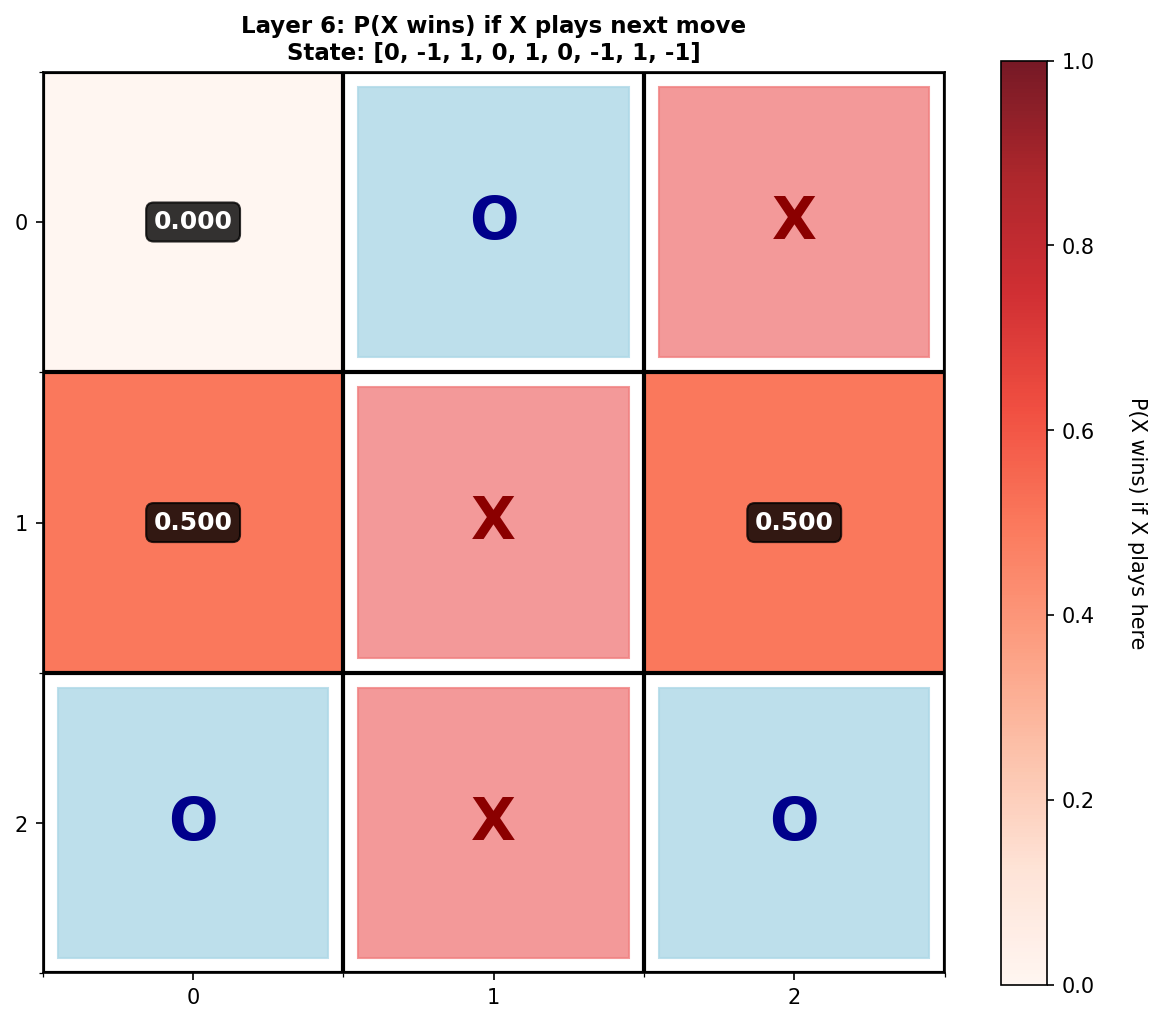 Layer 6: P(X wins) if X plays next move
State: [0, -1, 1, 0, 1, 0, -1, 1, -1]
0
0.000
O
X
1
0.500
X
0.500
2
O
X
O
0
1
2
1.0
0.8
0.6
0.4
0.2
0.0
P(X wins) if X plays here